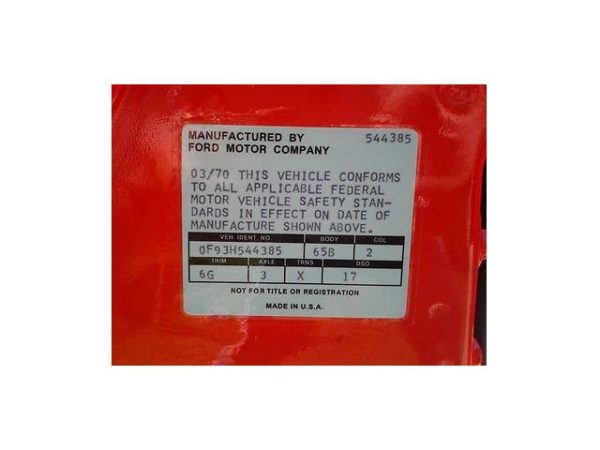 MANUFACTURED BY 544385
FORD MOTOR COMPANY
03/70 THIS VEHICLE CONFORMS
TO ALL APPLICABLE FEDERAL
MOTOR VEHICLE SAFETY STAN-
DARDS IN EFFECT ON DATE OF
MANUFACTURE SHOWN ABOVE.
VEH. IDENT NO BODY COL
0F93H544385 65B 2
TRIM AXLE TRNS DSO
6G 3 X 17
NOT FOR TITLE OR REGISTRATION
MADE IN U.S.A.